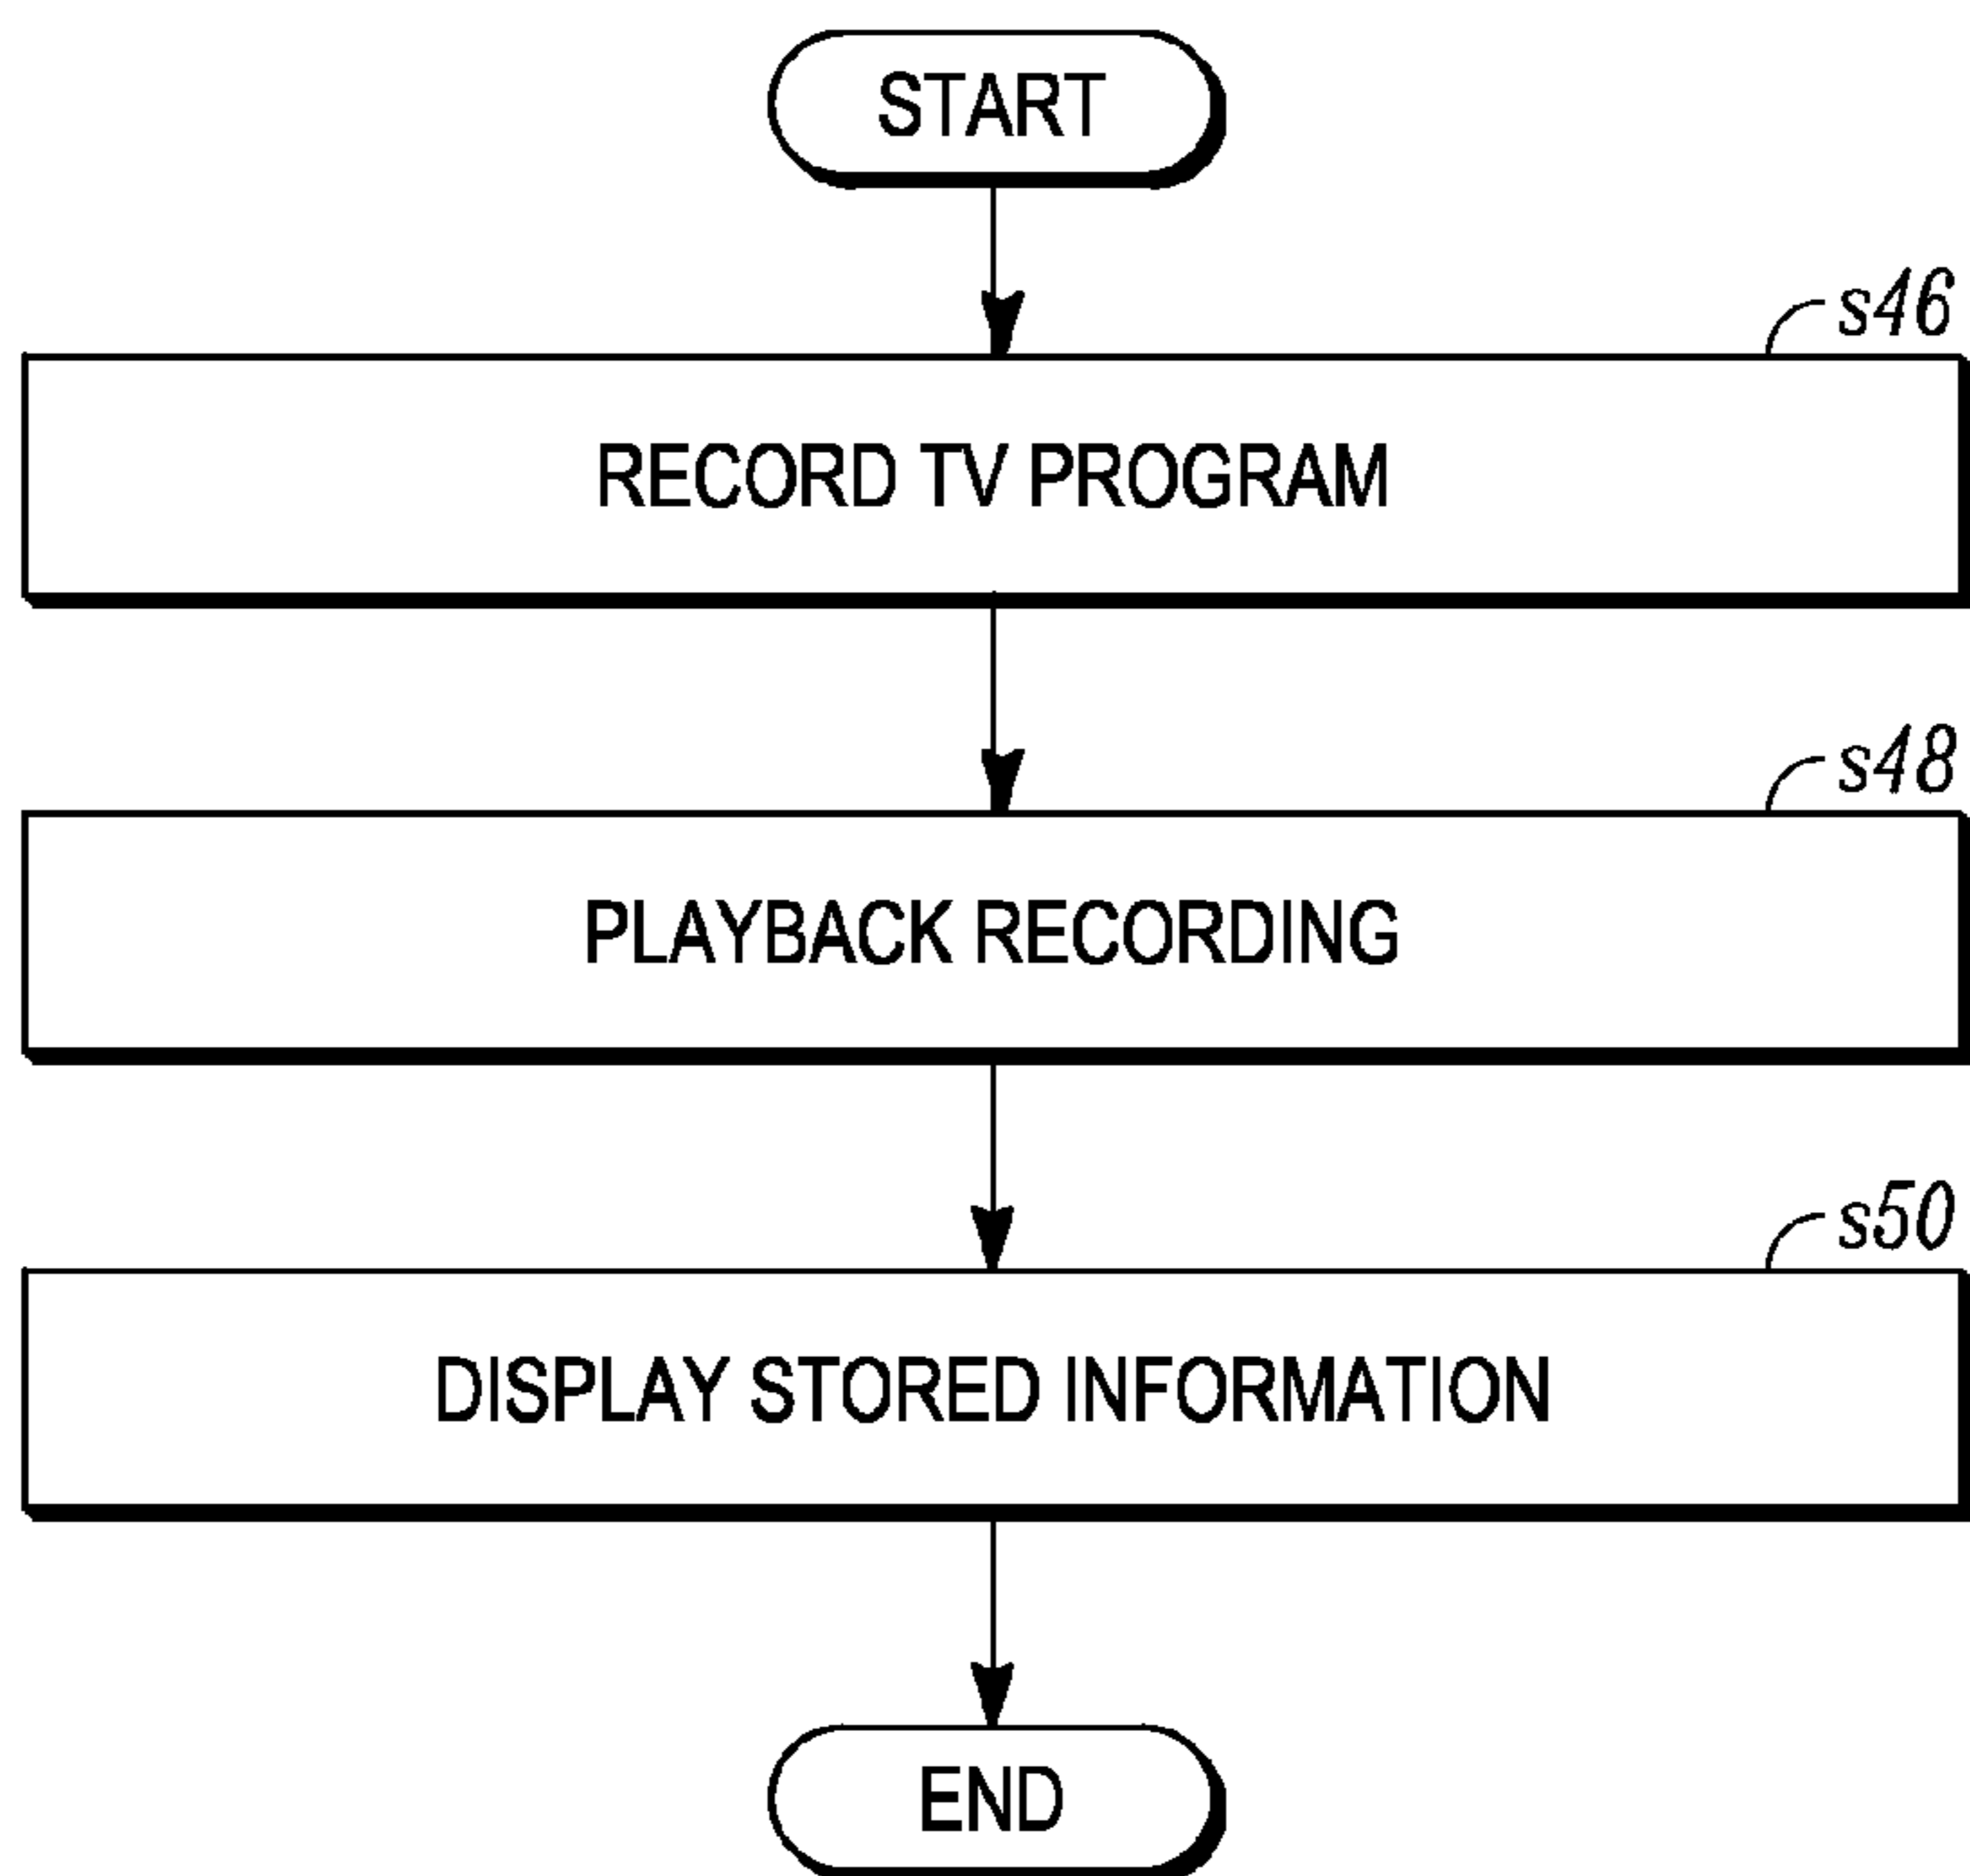 START
s46
RECORD TV PROGRAM
s48
PLAYBACK RECORDING
s50
DISPLAY STORED INFORMATION
END